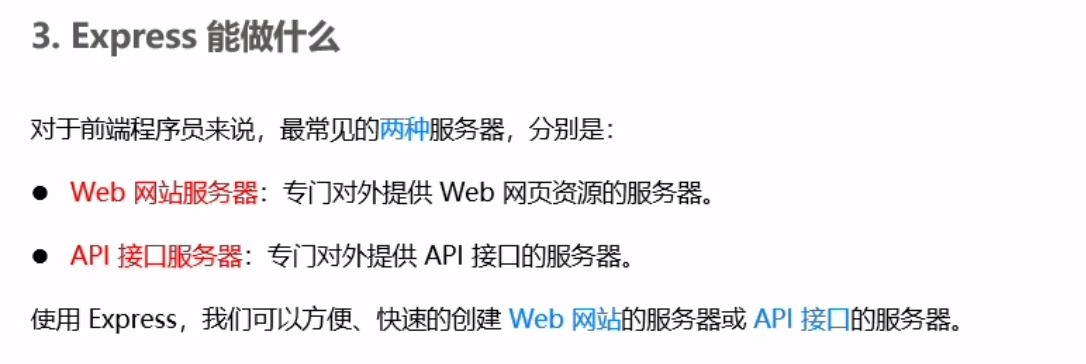 3. Express 能做什么
对于前端程序员来说，最常见的两种服务器，分别是：
● Web 网站服务器：专门对外提供 Web 网页资源的服务器。
● API 接口服务器：专门对外提供 API 接口的服务器。
使用 Express，我们可以方便、快速的创建 Web 网站的服务器或 API 接口的服务器。